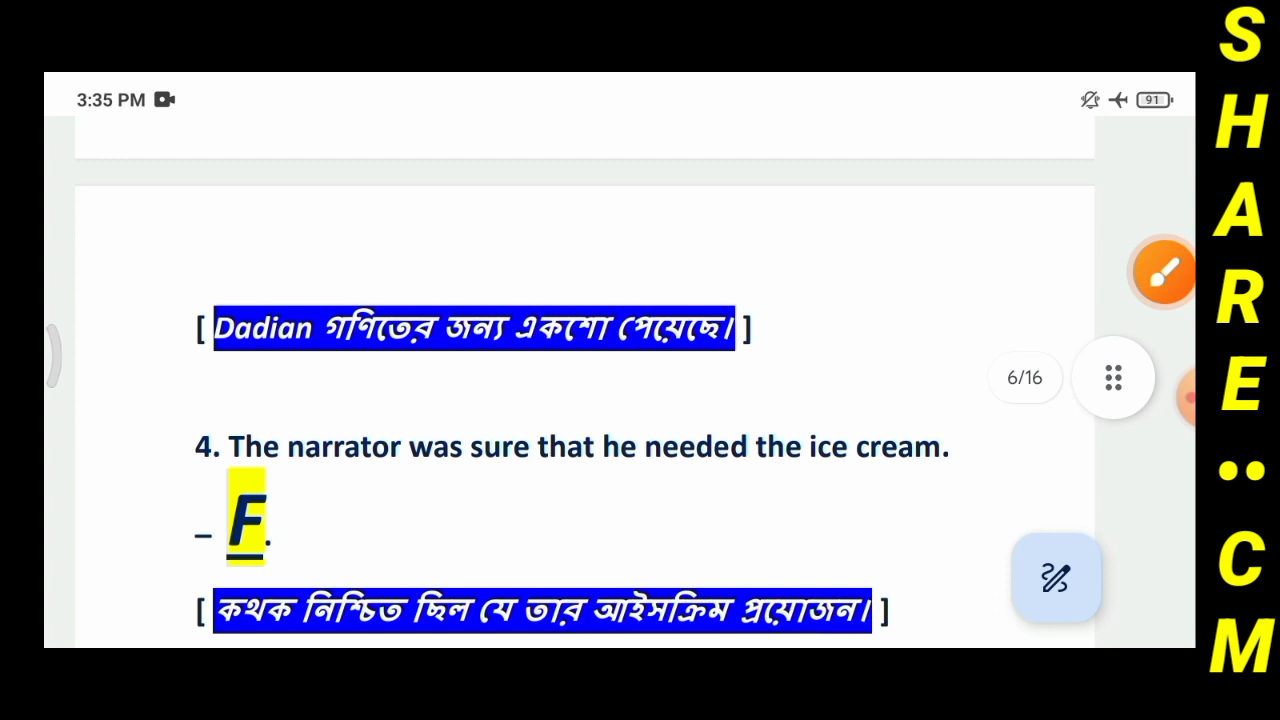 3:35 PM
91
[ Dadian গণিতের জন্য একশো পেয়েছে। ]
6/16
4. The narrator was sure that he needed the ice cream.
– F.
[ কথক নিশ্চিত ছিল যে তার আইসক্রিম প্রয়োজন। ]
SHARE••CM